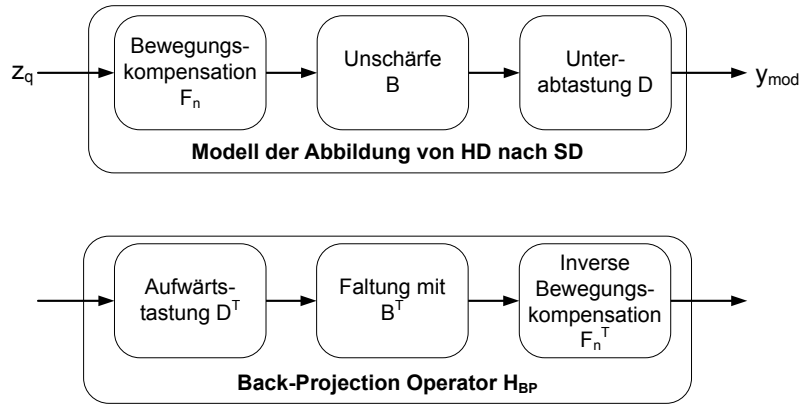 z_q
Bewegungs-
kompensation
F_n
Unschärfe
B
Unter-
abtastung D
y_mod
Modell der Abbildung von HD nach SD
Aufwärts-
tastung D^T
Faltung mit
B^T
Inverse
Bewegungs-
kompensation
F_n^T
Back-Projection Operator H_BP